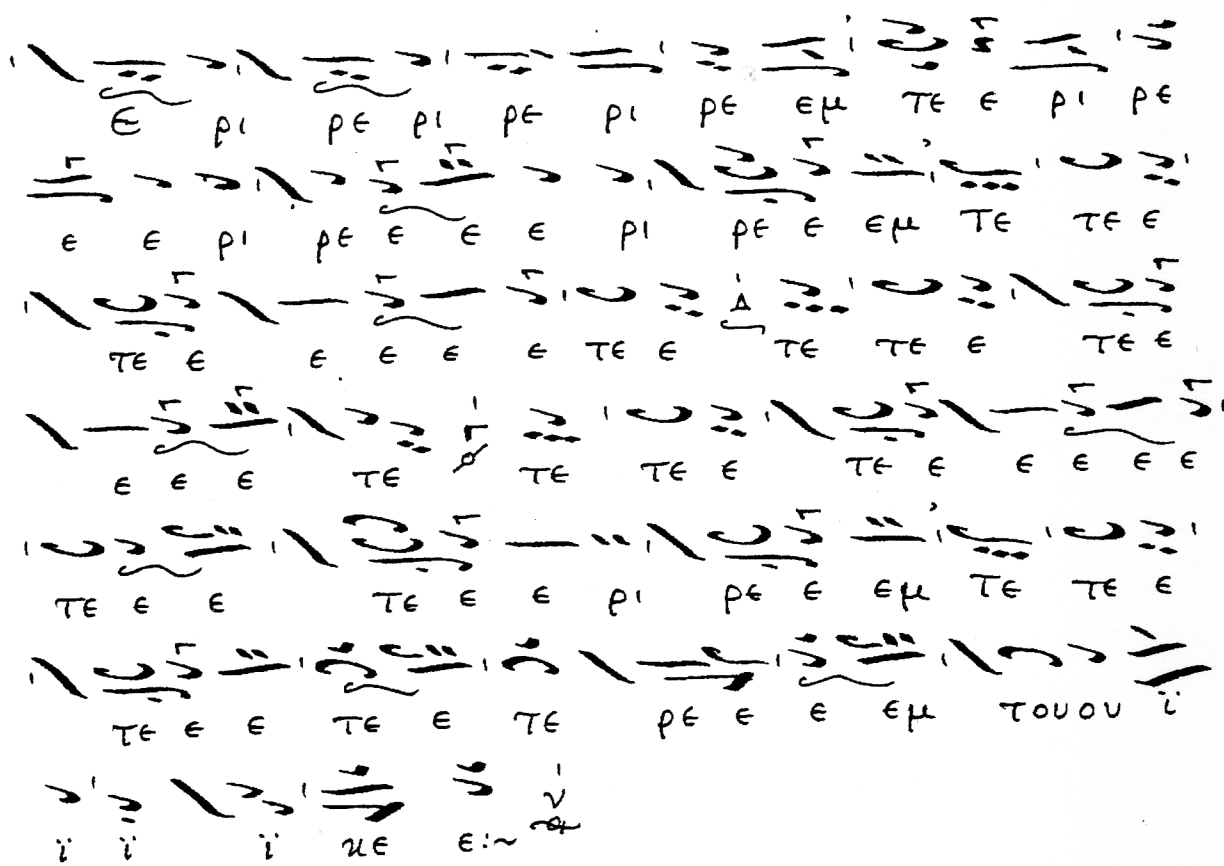 ϵ ρι ρϵ ρι ρϵ ρι ρϵ ϵμ τϵ ϵ ρι ρϵ
ϵ ϵ ρι ρϵ ϵ ϵ ϵ ρι ρϵ ϵ ϵμ τϵ τϵ ϵ
τϵ ϵ ϵ ϵ ϵ ϵ τϵ ϵ Δ τϵ τϵ ϵ τϵ ϵ
ϵ ϵ ϵ τϵ τϵ τϵ ϵ τϵ ϵ ϵ ϵ ϵ ϵ
τϵ ϵ ϵ τϵ ϵ ϵ ρι ρϵ ϵ ϵμ τϵ τϵ ϵ
τϵ ϵ ϵ τϵ ϵ τϵ ρϵ ϵ ϵ ϵμ τουου ϊ
ϊ ϊ ϊ κϵ ϵ:~